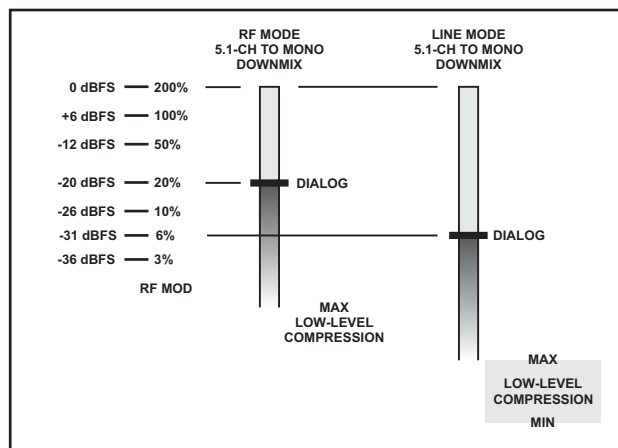 RF MODE
5.1-CH TO MONO
DOWNMIX
LINE MODE
5.1-CH TO MONO
DOWNMIX
0 dBFS 200%
+6 dBFS 100%
-12 dBFS 50%
-20 dBFS 20%
DIALOG
-26 dBFS 10%
-31 dBFS 6%
DIALOG
-36 dBFS 3%
RF MOD
MAX
LOW-LEVEL
COMPRESSION
MAX
LOW-LEVEL
COMPRESSION
MIN